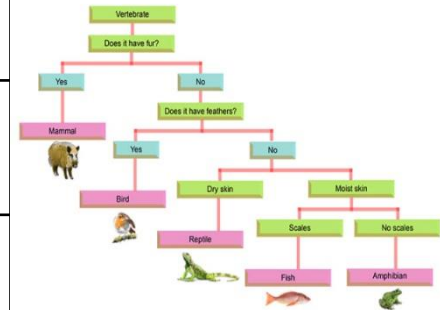 Vertebrate
Does it have fur?
Yes
No
Mammal
Does it have feathers?
Yes
No
Bird
Dry skin
Moist skin
Reptile
Scales
No scales
Fish
Amphibian